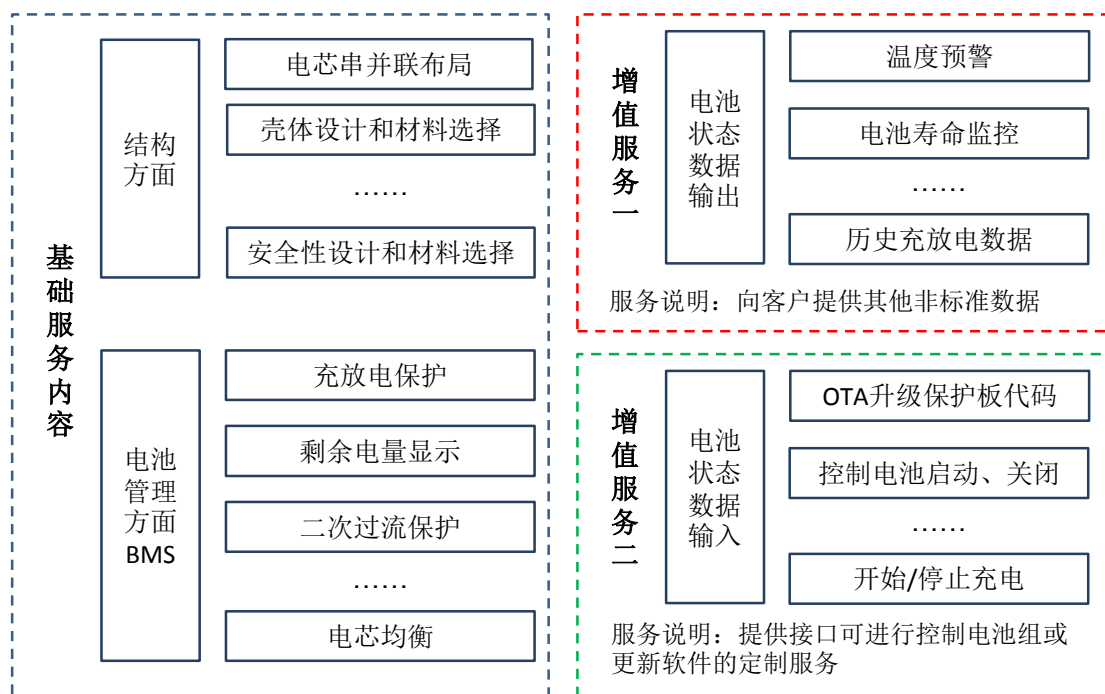 基础服务内容
结构
方面
电芯串并联布局
壳体设计和材料选择
……
安全性设计和材料选择
电池
管理
方面
BMS
充放电保护
剩余电量显示
二次过流保护
……
电芯均衡
增值服务一
电池
状态
数据
输出
温度预警
电池寿命监控
……
历史充放电数据
服务说明：向客户提供其他非标准数据
增值服务二
电池
状态
数据
输入
OTA升级保护板代码
控制电池启动、关闭
……
开始/停止充电
服务说明：提供接口可进行控制电池组或
更新软件的定制服务